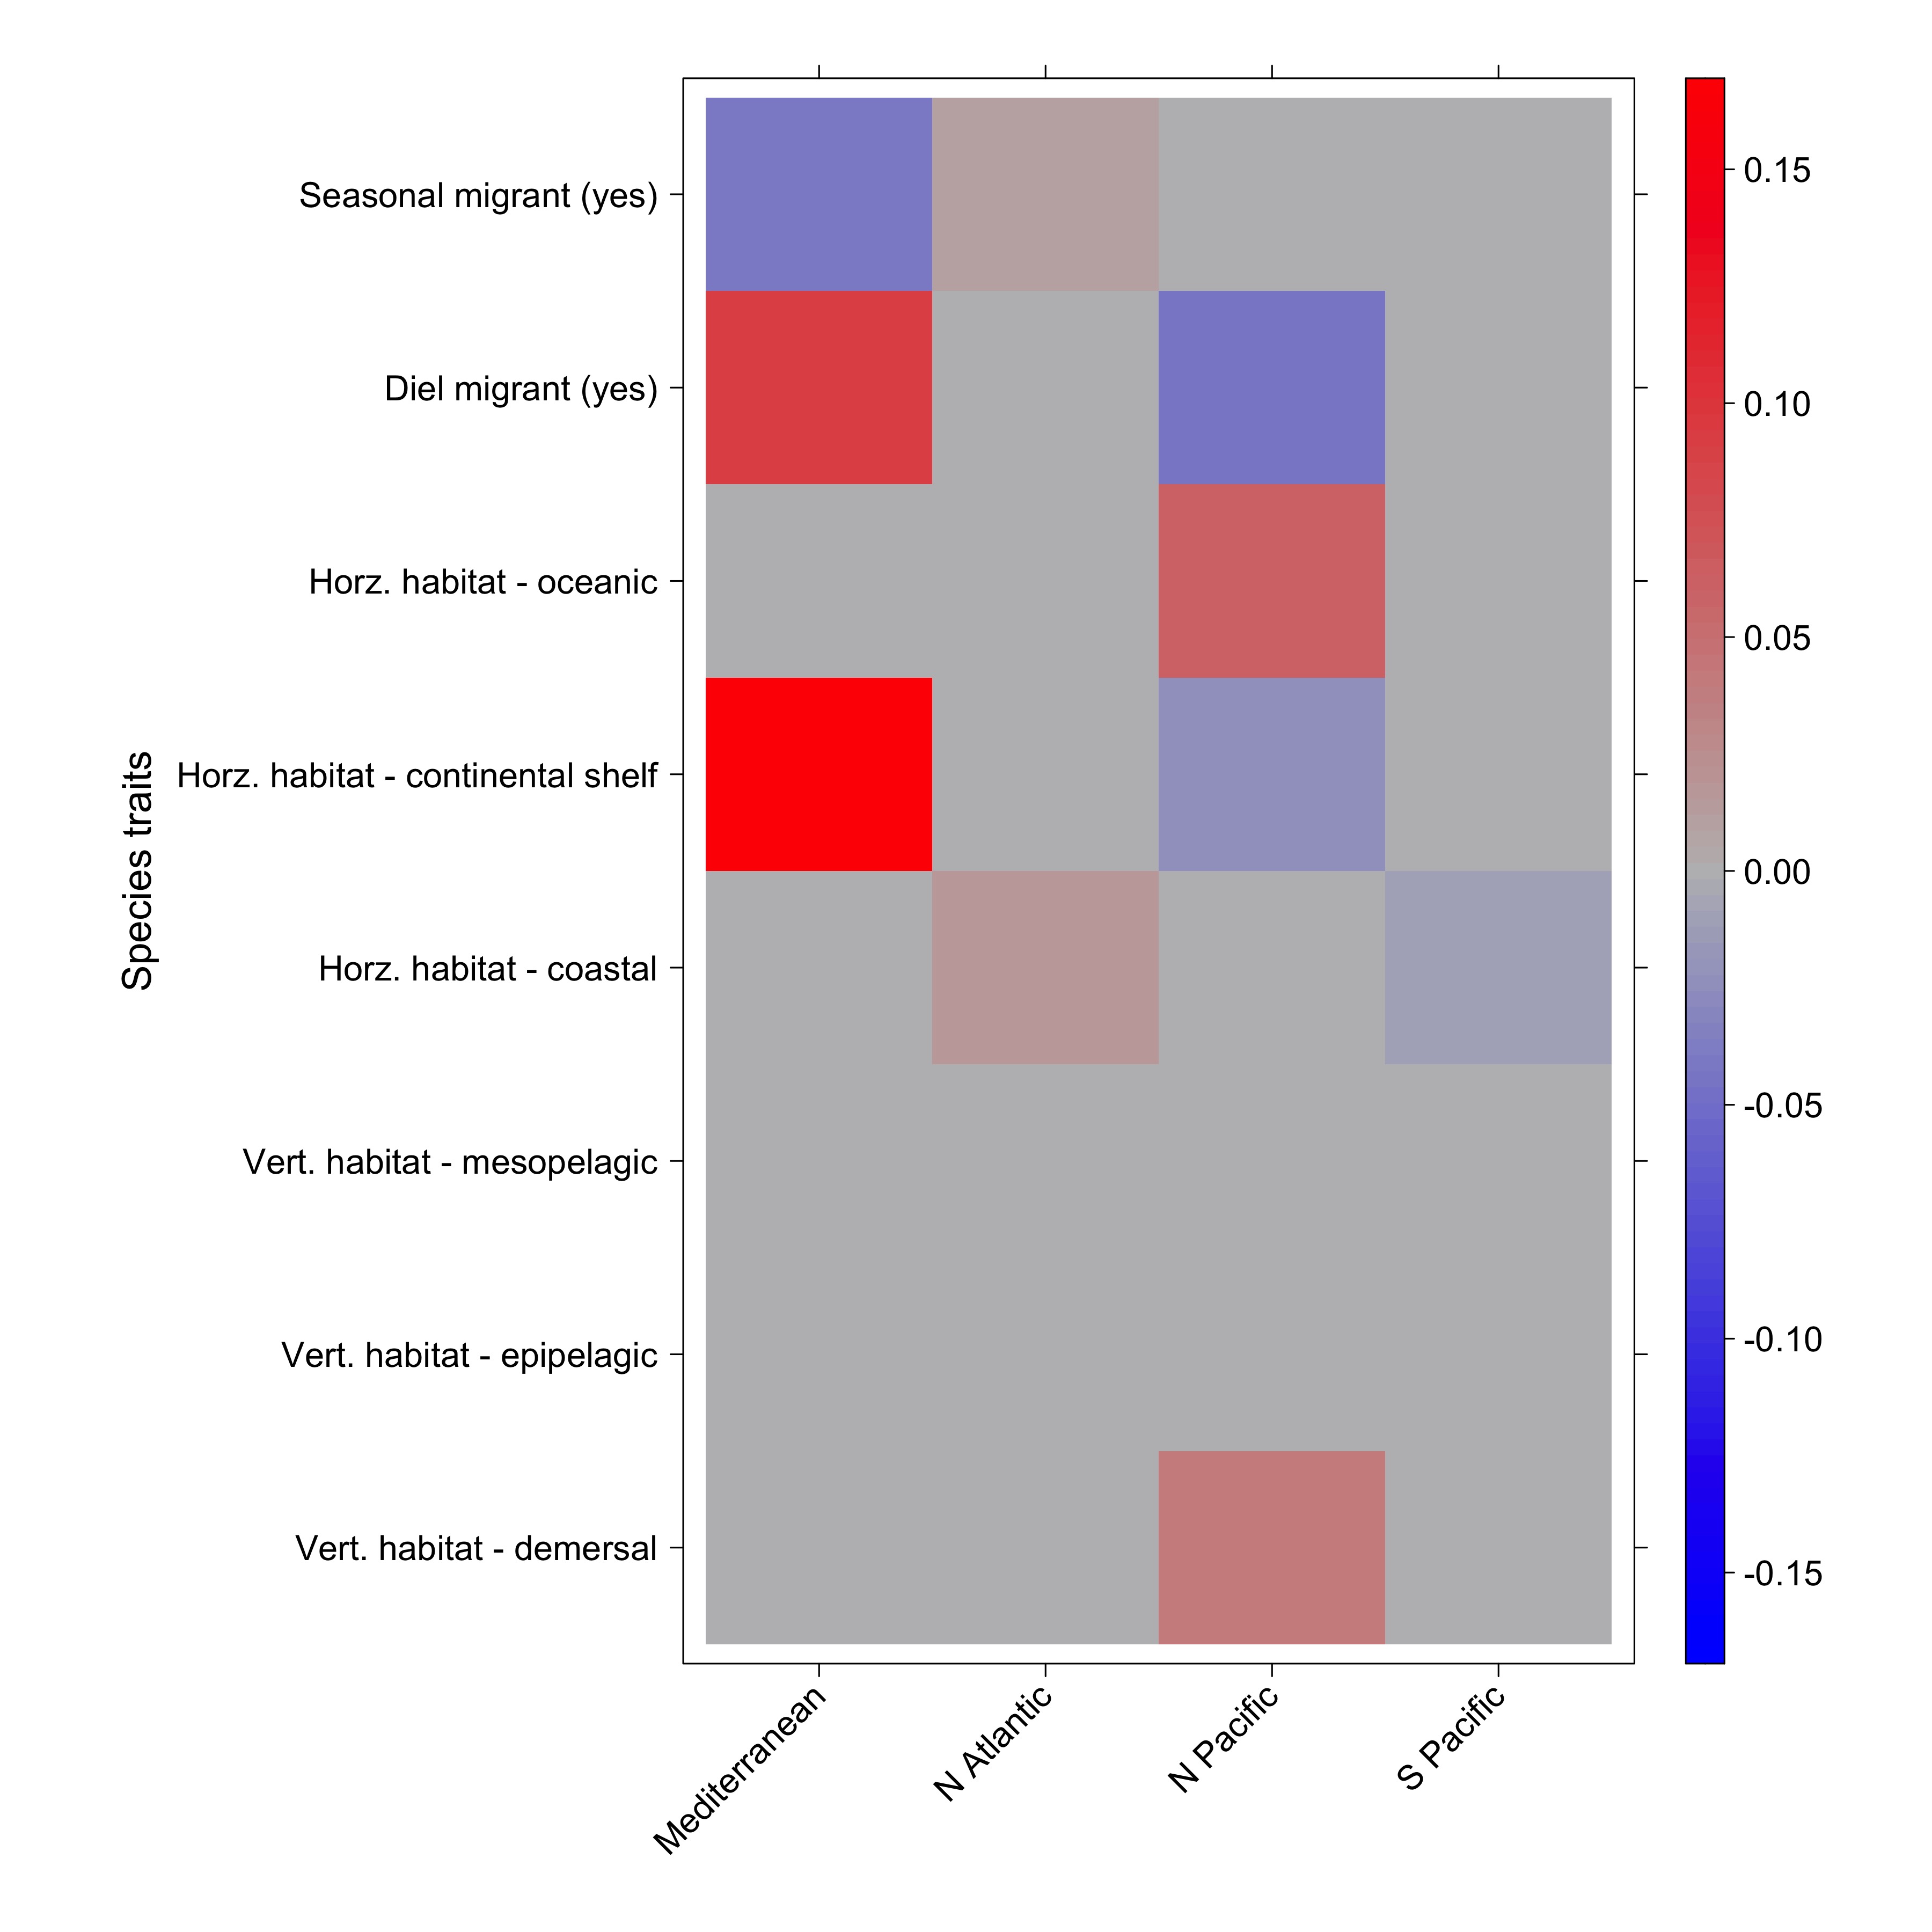 Species traits
Seasonal migrant (yes)
Diel migrant (yes)
Horz. habitat - oceanic
Horz. habitat - continental shelf
Horz. habitat - coastal
Vert. habitat - mesopelagic
Vert. habitat - epipelagic
Vert. habitat - demersal
Mediterranean
N Atlantic
N Pacific
S Pacific
0.15
0.10
0.05
0.00
-0.05
-0.10
-0.15